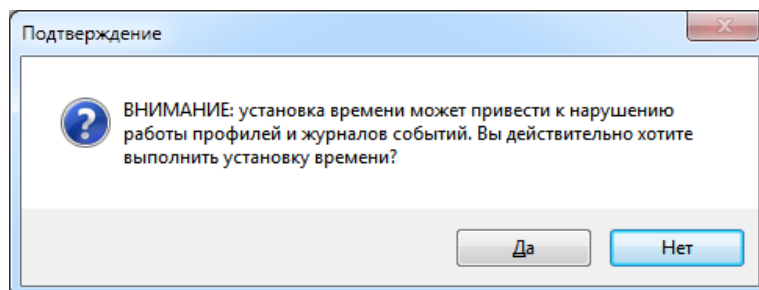 Подтверждение
ВНИМАНИЕ: установка времени может привести к нарушению
работы профилей и журналов событий. Вы действительно хотите
выполнить установку времени?
Да
Нет